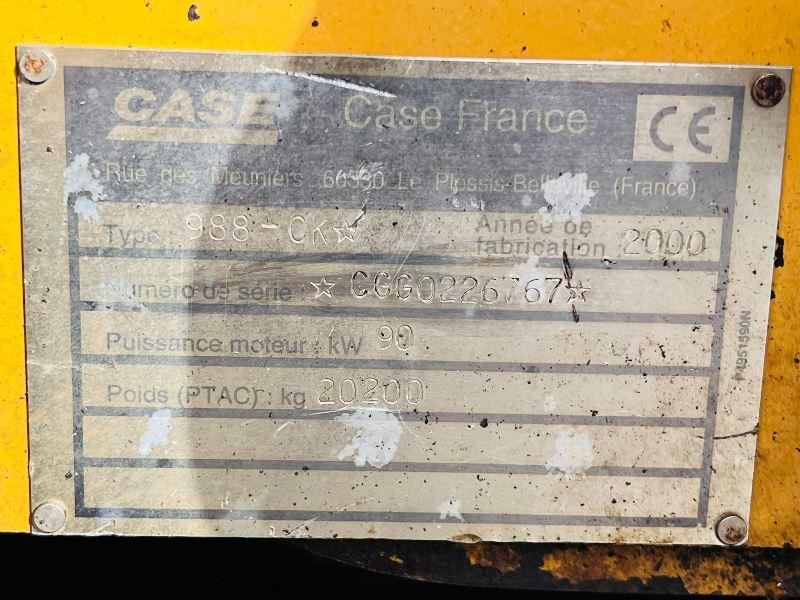 CASE Case France CE
Rue des Meuniers 60330 Le Plessis-Belleville (France)
Type : 988-CK☆ Année de fabrication 2000
Numéro de série : ☆ CGG0226767☆
Puissance moteur : kW 90
Poids (PTAC) : kg 20200